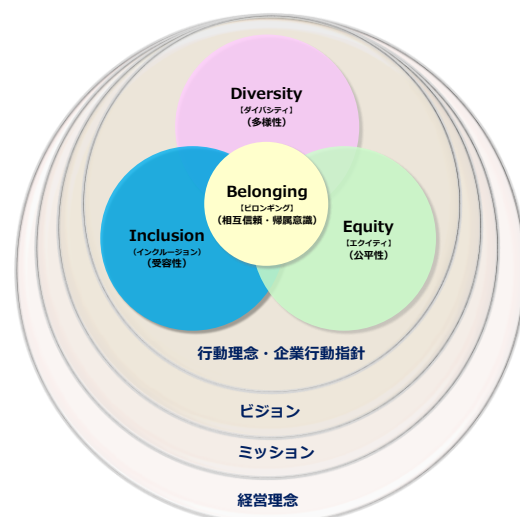 Diversity
【ダイバシティ】
（多様性）
Belonging
【ビロンギング】
（相互信頼・帰属意識）
Inclusion
（インクルージョン）
（受容性）
Equity
【エクイティ】
（公平性）
行動理念・企業行動指針
ビジョン
ミッション
経営理念